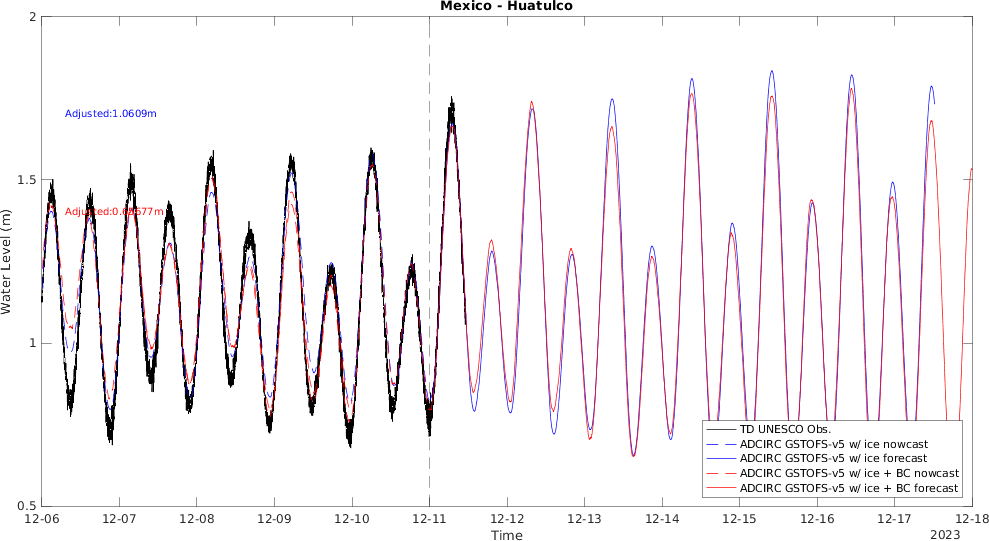 Mexico - Huatulco
2
1.5
1
0.5
Water Level (m)
Adjusted:1.0609m
TD UNESCO Obs.
ADCIRC GSTOFS-v5 w/ ice nowcast
ADCIRC GSTOFS-v5 w/ ice forecast
ADCIRC GSTOFS-v5 w/ ice + BC nowcast
ADCIRC GSTOFS-v5 w/ ice + BC forecast
12-06 12-07 12-08 12-09 12-10 12-11 12-12 12-13 12-14 12-15 12-16 12-17 12-18
Time
2023